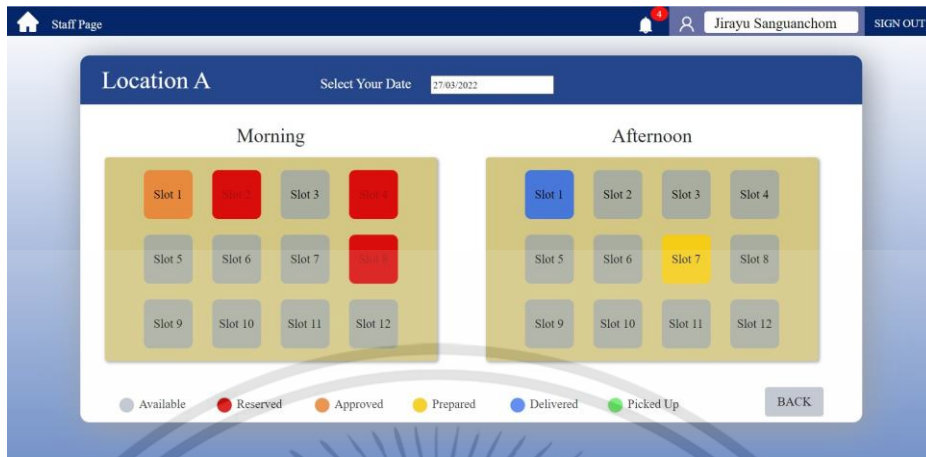 Staff Page
4
Jirayu Sanguanchom
SIGN OUT
Location A
Select Your Date
27/03/2022
Morning
Slot 1 Slot 2 Slot 3 Slot 4
Slot 5 Slot 6 Slot 7 Slot 8
Slot 9 Slot 10 Slot 11 Slot 12
Afternoon
Slot 1 Slot 2 Slot 3 Slot 4
Slot 5 Slot 6 Slot 7 Slot 8
Slot 9 Slot 10 Slot 11 Slot 12
Available Reserved Approved Prepared Delivered Picked Up
BACK